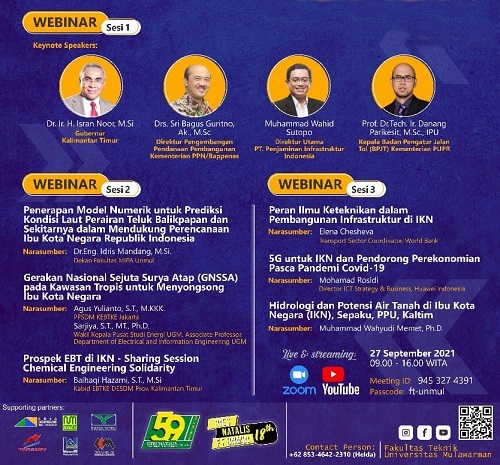 WEBINAR Sesi 1
Keynote Speakers:
Dr. Ir. H. Isran Noor, M.Si
Gubernur
Kalimantan Timur
Drs. Sri Bagus Guritno,
Ak., M.Sc
Direktur Pengembangan
Pendanaan Pembangunan
Kementerian PPN/Bappenas
Muhammad Wahid
Sutopo
Direktur Utama
PT. Penjaminan Infrastruktur
Indonesia
Prof. Dr.Tech. Ir. Danang
Parikesit, M.Sc., IPU
Kepala Badan Pengatur Jalan
Tol (BPJT) Kementerian PUPR
WEBINAR Sesi 2
Penerapan Model Numerik untuk Prediksi
Kondisi Laut Perairan Teluk Balikpapan dan
Sekitarnya dalam Mendukung Perencanaan
Ibu Kota Negara Republik Indonesia
Narasumber: Dr.Eng. Idris Mandang, M.Si.
Dekan Fakultas MIPA Unmul
Gerakan Nasional Sejuta Surya Atap (GNSSA)
pada Kawasan Tropis untuk Menyongsong
Ibu Kota Negara
Narasumber: Agus Yulianto, S.T., M.KKK.
PPSDM KEBTKE Jakarta
Sarjiya, S.T., MT., Ph.D.
Wakil Kepala Pusat Studi Energi UGM, Associate Professor
Department of Electrical and Information Engineering UGM
Prospek EBT di IKN - Sharing Session
Chemical Engineering Solidarity
Narasumber: Baihaqi Hazami, S.T., M.Si
Kabid EBTKE DESDM Prov. Kalimantan Timur
WEBINAR Sesi 3
Peran Ilmu Keteknikan dalam
Pembangunan Infrastruktur di IKN
Narasumber: Elena Chesheva
Transport Sector Coordinator, World Bank
5G untuk IKN dan Pendorong Perekonomian
Pasca Pandemi Covid-19
Narasumber: Mohamad Rosidi
Director ICT Strategy & Business, Huawei Indonesia
Hidrologi dan Potensi Air Tanah di Ibu Kota
Negara (IKN), Sepaku, PPU, Kaltim
Narasumber: Muhammad Wahyudi Memet, Ph.D.
Live & streaming:
zoom YouTube
27 September 2021
09.00 - 16.00 WITA
Meeting ID: 945 327 4391
Passcode: ft-unmul
Supporting partners:
59
DIES NATALIS
DIES
NATALIS
18th
Contact Person:
+62 853-4642-2310 (Helda)
Fakultas Teknik
Universitas Mulawarman